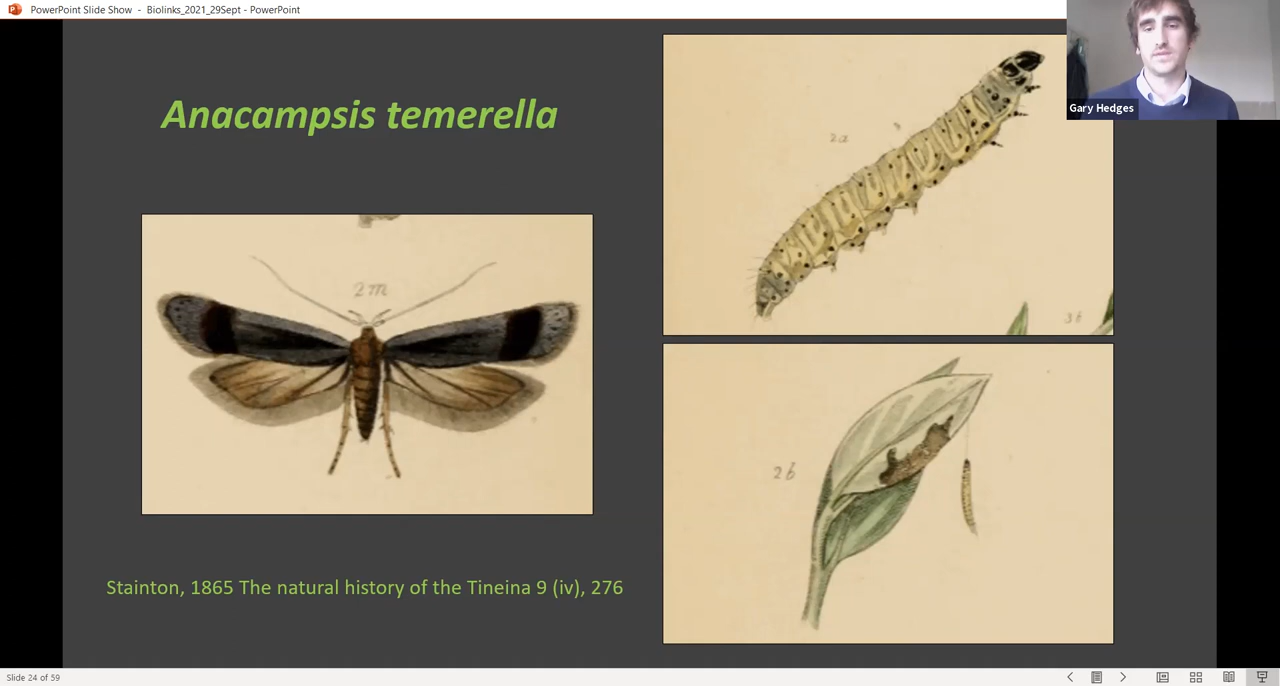 PowerPoint Slide Show - Biolinks_2021_29Sept - PowerPoint
Gary Hedges
Anacampsis temerella
2a
2m
3b
2b
Stainton, 1865 The natural history of the Tineina 9 (iv), 276
Slide 24 of 59